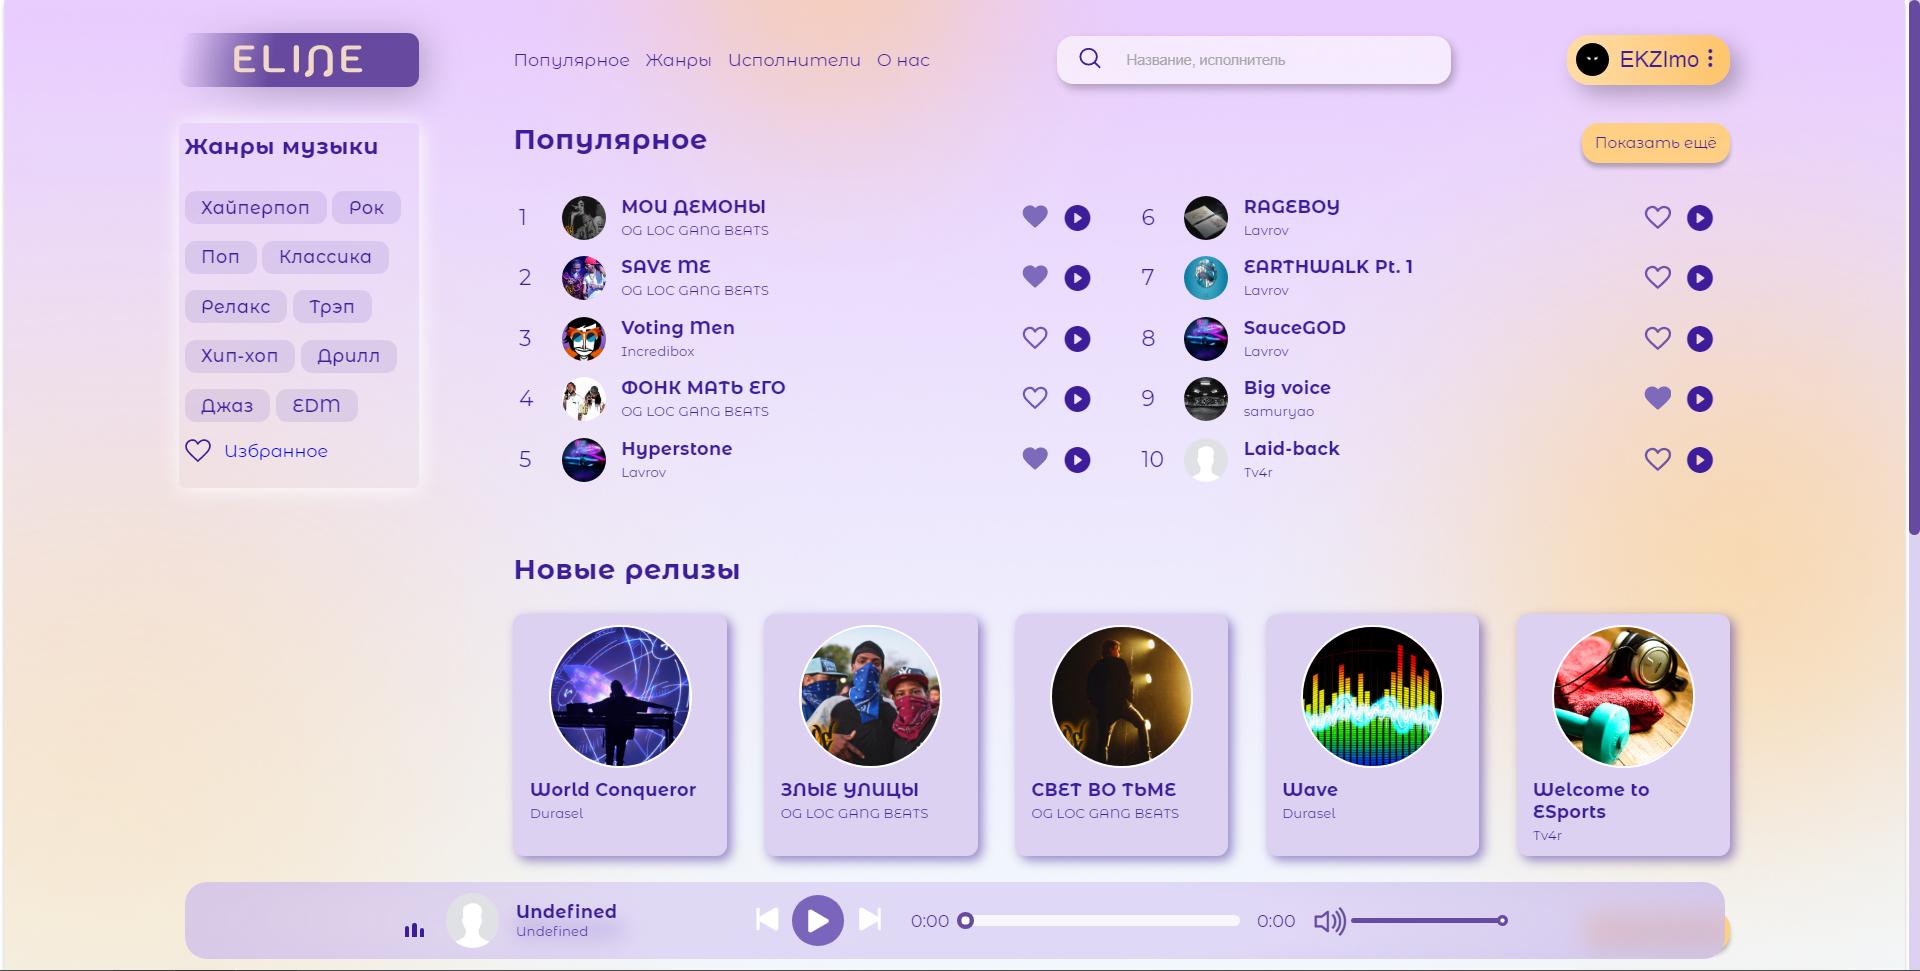 ELINE
Популярное Жанры Исполнители О нас
Название, исполнитель
EKZImo
Жанры музыки
Хайперпоп Рок
Поп Классика
Релакс Трэп
Хип-хоп Дрилл
Джаз EDM
Избранное
Популярное
Показать ещё
1 МОИ ДЕМОНЫ
OG LOC GANG BEATS
2 SAVE ME
OG LOC GANG BEATS
3 Voting Men
Incredibox
4 ФОНК МАТЬ ЕГО
OG LOC GANG BEATS
5 Hyperstone
Lavrov
6 RAGEBOY
Lavrov
7 EARTHWALK Pt. 1
Lavrov
8 SauceGOD
Lavrov
9 Big voice
samuryao
10 Laid-back
Tv4r
Новые релизы
World Conqueror
Durasel
ЗЛЫЕ УЛИЦЫ
OG LOC GANG BEATS
СВЕТ ВО ТЬМЕ
OG LOC GANG BEATS
Wave
Durasel
Welcome to
ESports
Tv4r
Undefined
Undefined
0:00 0:00